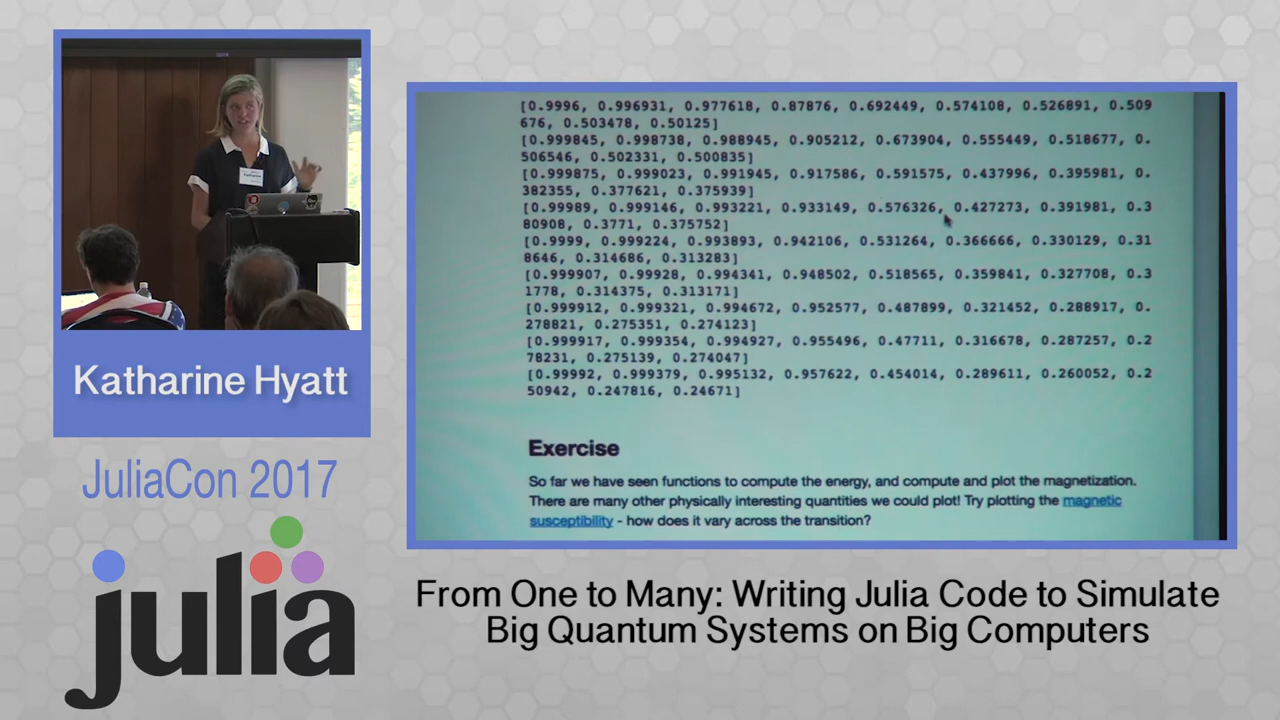 [0.9996, 0.996931, 0.977618, 0.87876, 0.692449, 0.574108, 0.526891, 0.509
676, 0.503478, 0.50125]
[0.999845, 0.998738, 0.988945, 0.905212, 0.673904, 0.555449, 0.518677, 0.
506546, 0.502331, 0.500835]
[0.999875, 0.999023, 0.991945, 0.917586, 0.591575, 0.437996, 0.395981, 0.
382355, 0.377621, 0.375939]
[0.99989, 0.999146, 0.993221, 0.933149, 0.576326, 0.427273, 0.391981, 0.3
80908, 0.3771, 0.375752]
[0.9999, 0.999224, 0.993893, 0.942106, 0.531264, 0.366666, 0.330129, 0.31
8646, 0.314686, 0.313283]
[0.999907, 0.99928, 0.994341, 0.948502, 0.518565, 0.359841, 0.327708, 0.3
1778, 0.314375, 0.313171]
[0.999912, 0.999321, 0.994672, 0.952577, 0.487899, 0.321452, 0.288917, 0.
278821, 0.275351, 0.274123]
[0.999917, 0.999354, 0.994927, 0.955496, 0.47711, 0.316678, 0.287257, 0.2
78231, 0.275139, 0.274047]
[0.99992, 0.999379, 0.995132, 0.957622, 0.454014, 0.289611, 0.260052, 0.2
50942, 0.247816, 0.24671]
Exercise
So far we have seen functions to compute the energy, and compute and plot the magnetization.
There are many other physically interesting quantities we could plot! Try plotting the magnetic
susceptibility - how does it vary across the transition?
Katharine Hyatt
JuliaCon 2017
julia
From One to Many: Writing Julia Code to Simulate
Big Quantum Systems on Big Computers